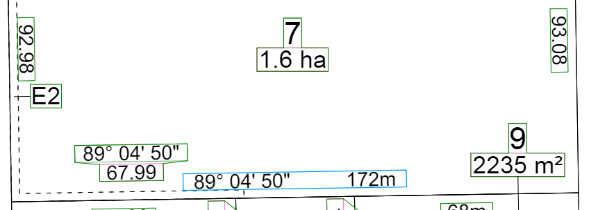 92.98
7
1.6 ha
93.08
E2
9
2235 m²
89° 04' 50"
67.99
89° 04' 50" 172m
68m